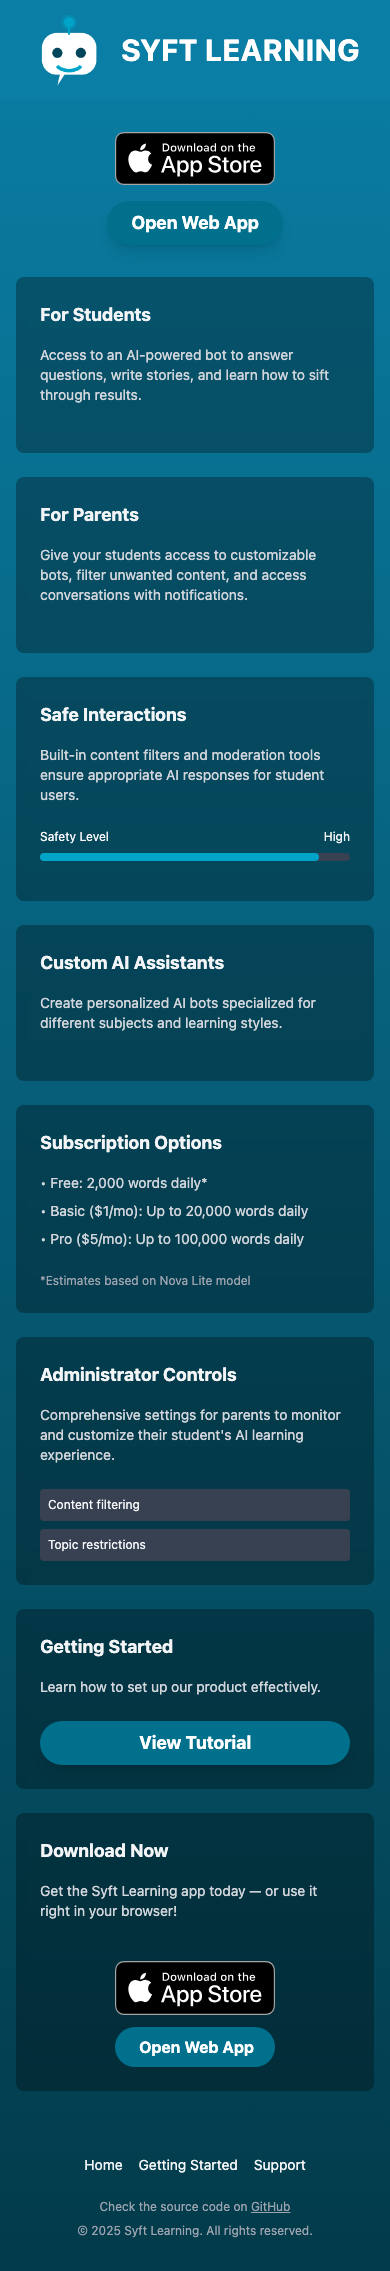 SYFT LEARNING
Download on the
App Store
Open Web App
For Students
Access to an AI-powered bot to answer
questions, write stories, and learn how to sift
through results.
For Parents
Give your students access to customizable
bots, filter unwanted content, and access
conversations with notifications.
Safe Interactions
Built-in content filters and moderation tools
ensure appropriate AI responses for student
users.
Safety Level High
Custom AI Assistants
Create personalized AI bots specialized for
different subjects and learning styles.
Subscription Options
• Free: 2,000 words daily*
• Basic ($1/mo): Up to 20,000 words daily
• Pro ($5/mo): Up to 100,000 words daily
*Estimates based on Nova Lite model
Administrator Controls
Comprehensive settings for parents to monitor
and customize their student's AI learning
experience.
Content filtering
Topic restrictions
Getting Started
Learn how to set up our product effectively.
View Tutorial
Download Now
Get the Syft Learning app today — or use it
right in your browser!
Download on the
App Store
Open Web App
Home Getting Started Support
Check the source code on GitHub
© 2025 Syft Learning. All rights reserved.